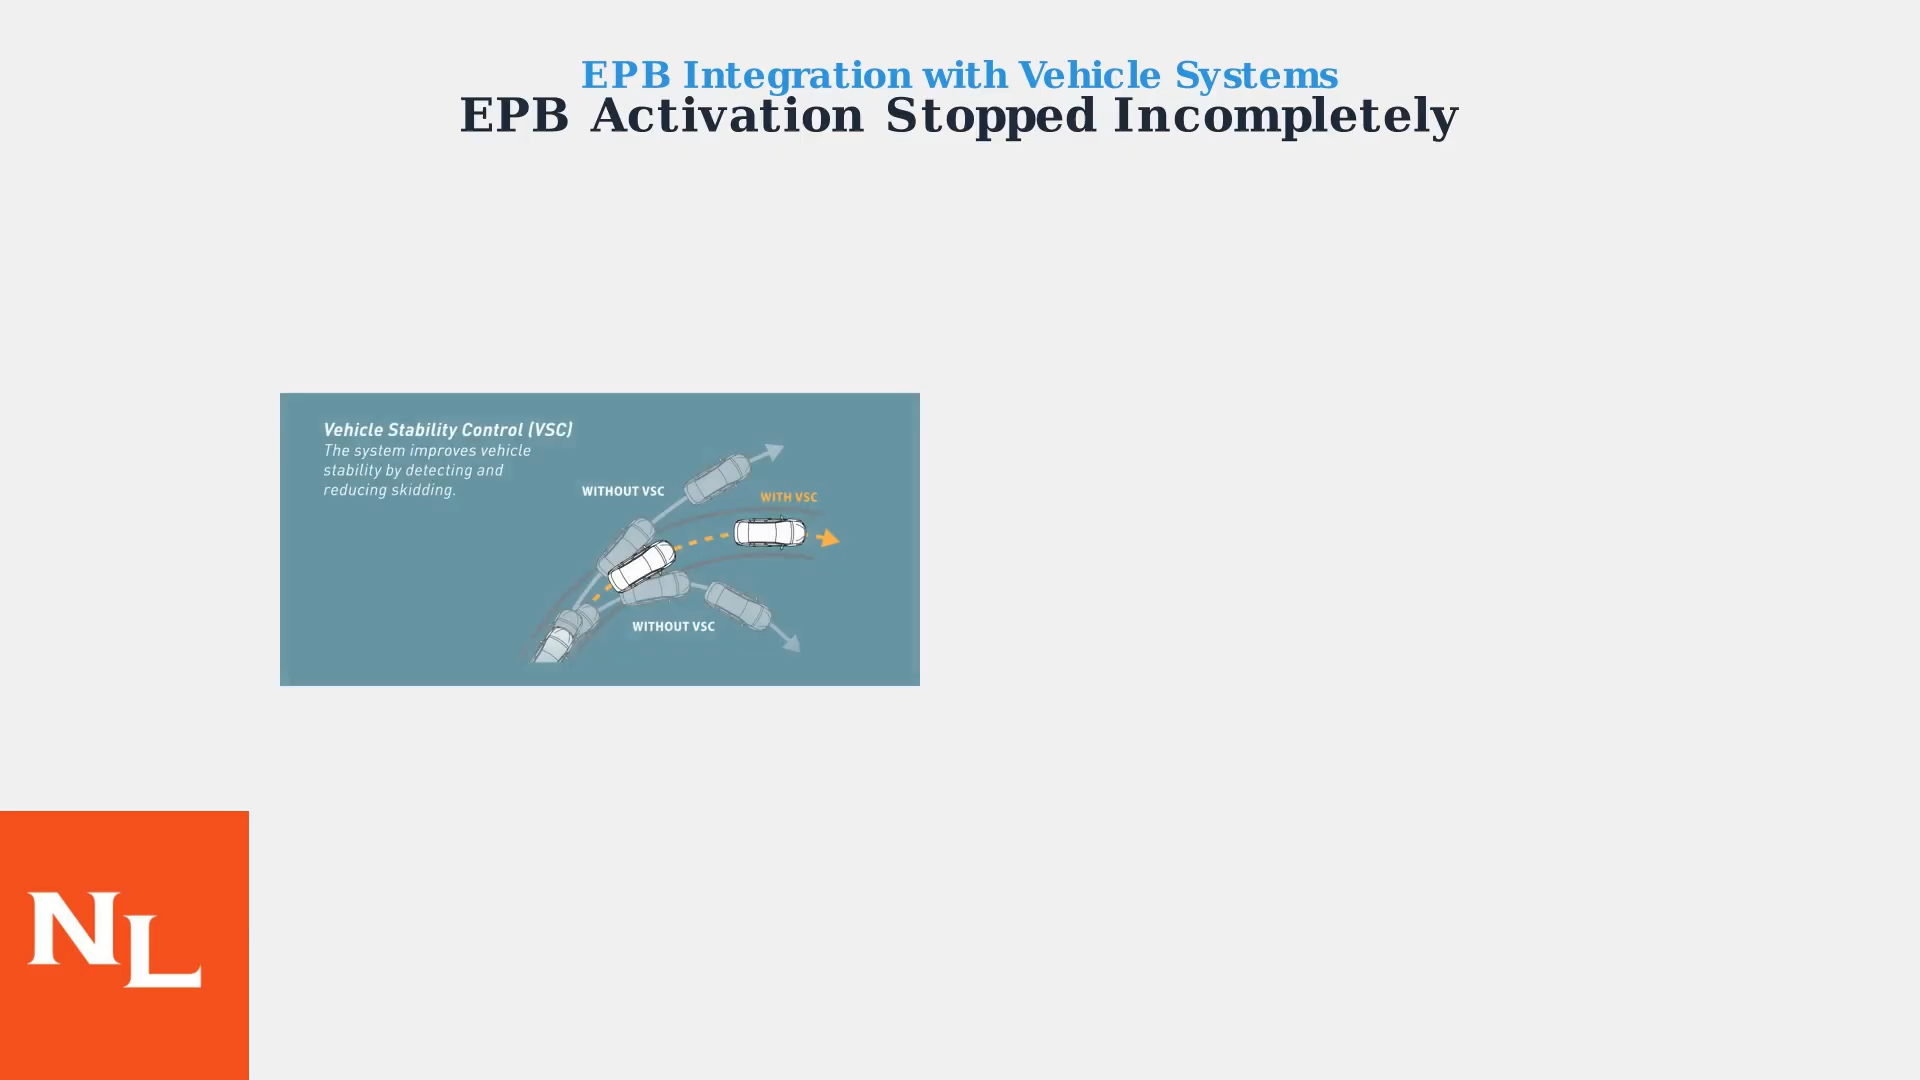 EPB Integration with Vehicle Systems
EPB Activation Stopped Incompletely
Vehicle Stability Control (VSC)
The system improves vehicle
stability by detecting and
reducing skidding.
WITHOUT VSC
WITH VSC
WITHOUT VSC
NL